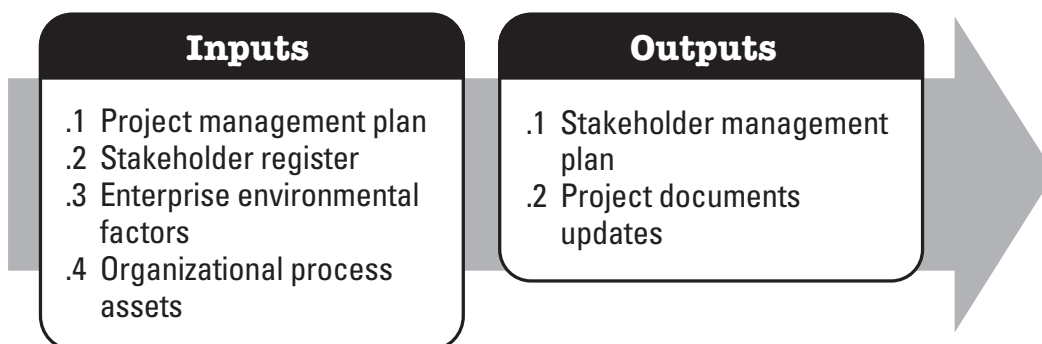 Inputs
.1 Project management plan
.2 Stakeholder register
.3 Enterprise environmental
factors
.4 Organizational process
assets
Outputs
.1 Stakeholder management
plan
.2 Project documents
updates